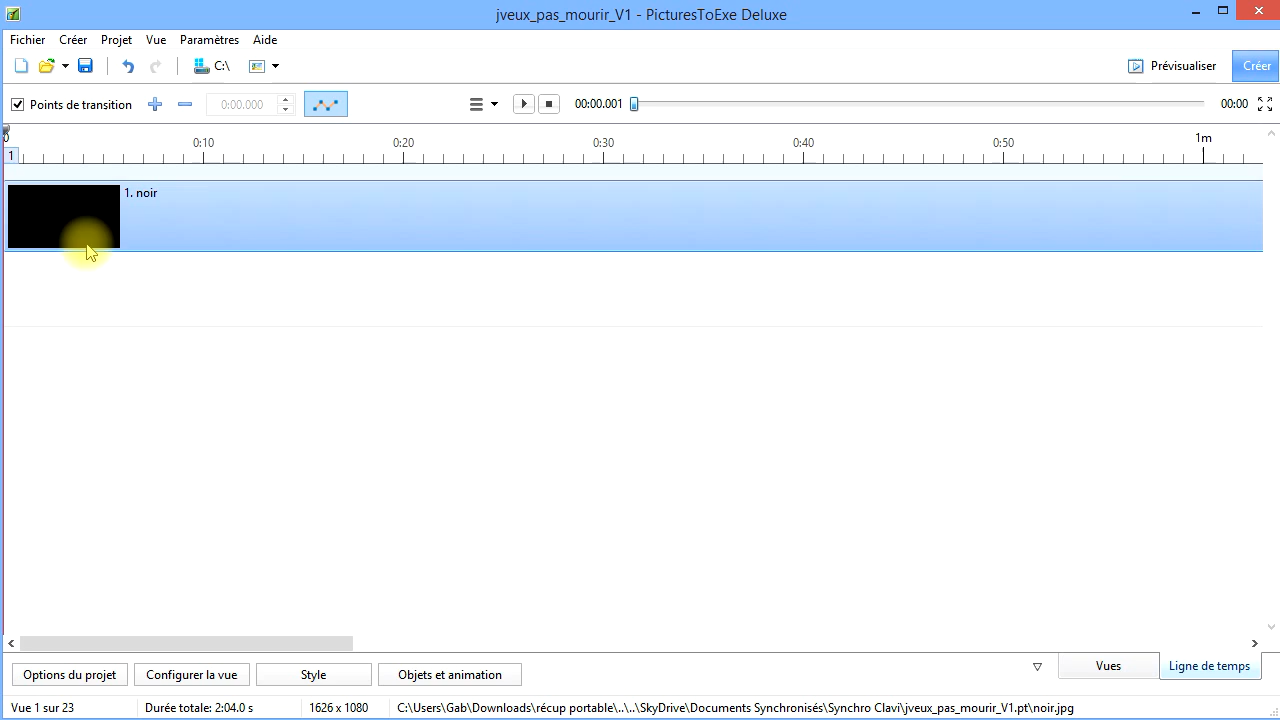 jveux_pas_mourir_V1 - PicturesToExe Deluxe
Fichier Créer Projet Vue Paramètres Aide
C:\ Prévisualiser Créer
Points de transition 0:00.000 00:00.001 00:00
0 0:10 0:20 0:30 0:40 0:50 1m
1
1. noir
Options du projet Configurer la vue Style Objets et animation Vues Ligne de temps
Vue 1 sur 23 Durée totale: 2:04.0 s 1626 x 1080 C:\Users\Gab\Downloads\récup portable\..\..\SkyDrive\Documents Synchronisés\Synchro Clavi\jveux_pas_mourir_V1.pt\noir.jpg